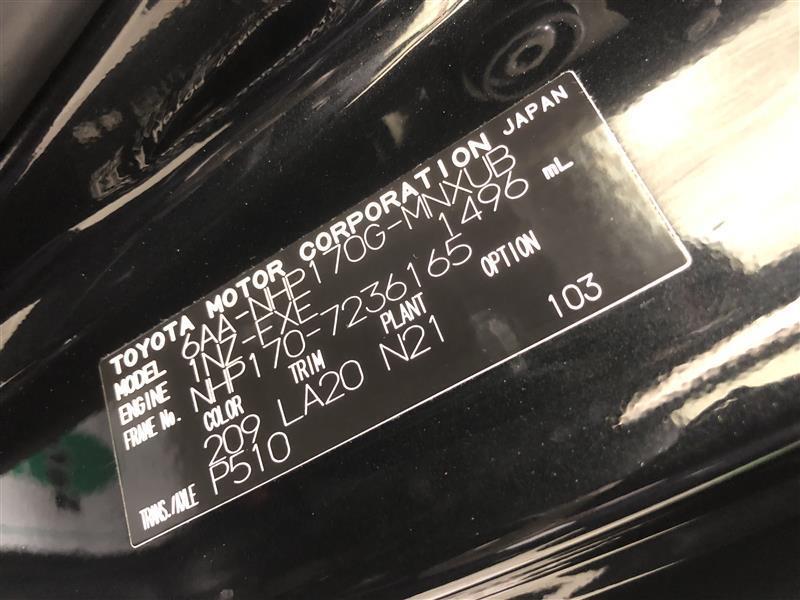 TOYOTA MOTOR CORPORATION JAPAN
MODEL 6AA-NHP170G-MNXUB
ENGINE 1NZ-EXE 1496 mL
FRAME No. NHP170-7236165
COLOR TRIM PLANT OPTION
209 LA20 N21 103
TRANS./AXLE P510